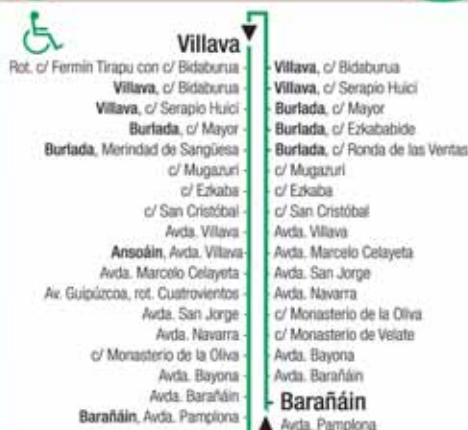 Villava
Rot. c/ Fermín Tirapu con c/ Bidaburua
Villava, c/ Bidaburua
Villava, c/ Serapio Huici
Burlada, c/ Mayor
Burlada, Merindad de Sangüesa
c/ Mugazuri
c/ Ezkaba
c/ San Cristóbal
Avda. Villava
Ansoáin, Avda. Villava
Avda. Marcelo Celayeta
Av. Guipúzcoa, rot. Cuatrovientos
Avda. San Jorge
Avda. Navarra
c/ Monasterio de la Oliva
Avda. Bayona
Avda. Barañáin
Barañáin, Avda. Pamplona
Villava, c/ Bidaburua
Villava, c/ Serapio Huici
Burlada, c/ Mayor
Burlada, c/ Ezkababide
Burlada, c/ Ronda de las Ventas
c/ Mugazuri
c/ Ezkaba
c/ San Cristóbal
Avda. Villava
Avda. Marcelo Celayeta
Avda. San Jorge
Avda. Navarra
c/ Monasterio de la Oliva
c/ Monasterio de Velate
Avda. Bayona
Avda. Barañáin
Barañáin
Avda. Pamplona